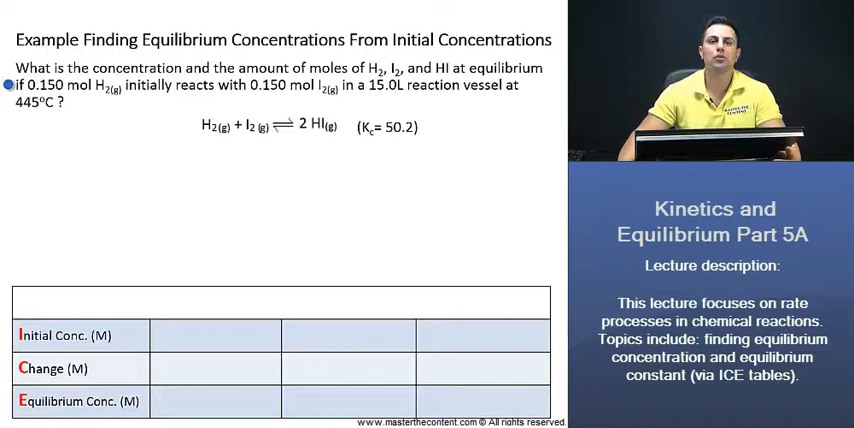 Example Finding Equilibrium Concentrations From Initial Concentrations
What is the concentration and the amount of moles of H₂, I₂, and HI at equilibrium
if 0.150 mol H₂(g) initially reacts with 0.150 mol I₂(g) in a 15.0L reaction vessel at
445°C ?
H₂(g) + I₂ (g) ⇌ 2 HI(g) (Kc= 50.2)
Initial Conc. (M)
Change (M)
Equilibrium Conc. (M)
www.masterthecontent.com © All rights reserved.
MASTER THE
CONTENT
Kinetics and
Equilibrium Part 5A
Lecture description:
This lecture focuses on rate
processes in chemical reactions.
Topics include: finding equilibrium
concentration and equilibrium
constant (via ICE tables).